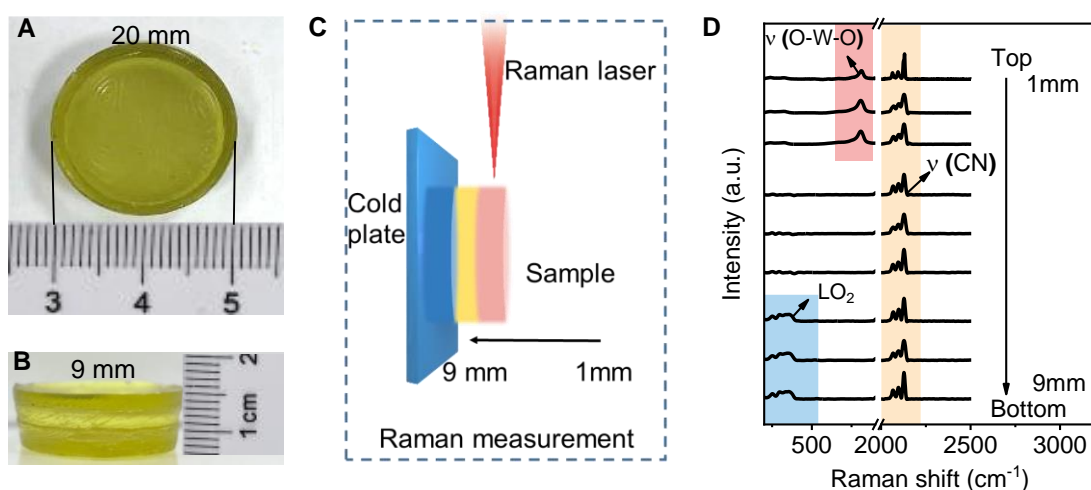 A
20 mm
3 4 5
B
9 mm
2
1 cm
C
Raman laser
Cold
plate
Sample
9 mm
1mm
Raman measurement
D
ν (O-W-O)
Top
1mm
ν (CN)
LO₂
9mm
Bottom
Intensity (a.u.)
500 2000 2500 3000
Raman shift (cm⁻¹)